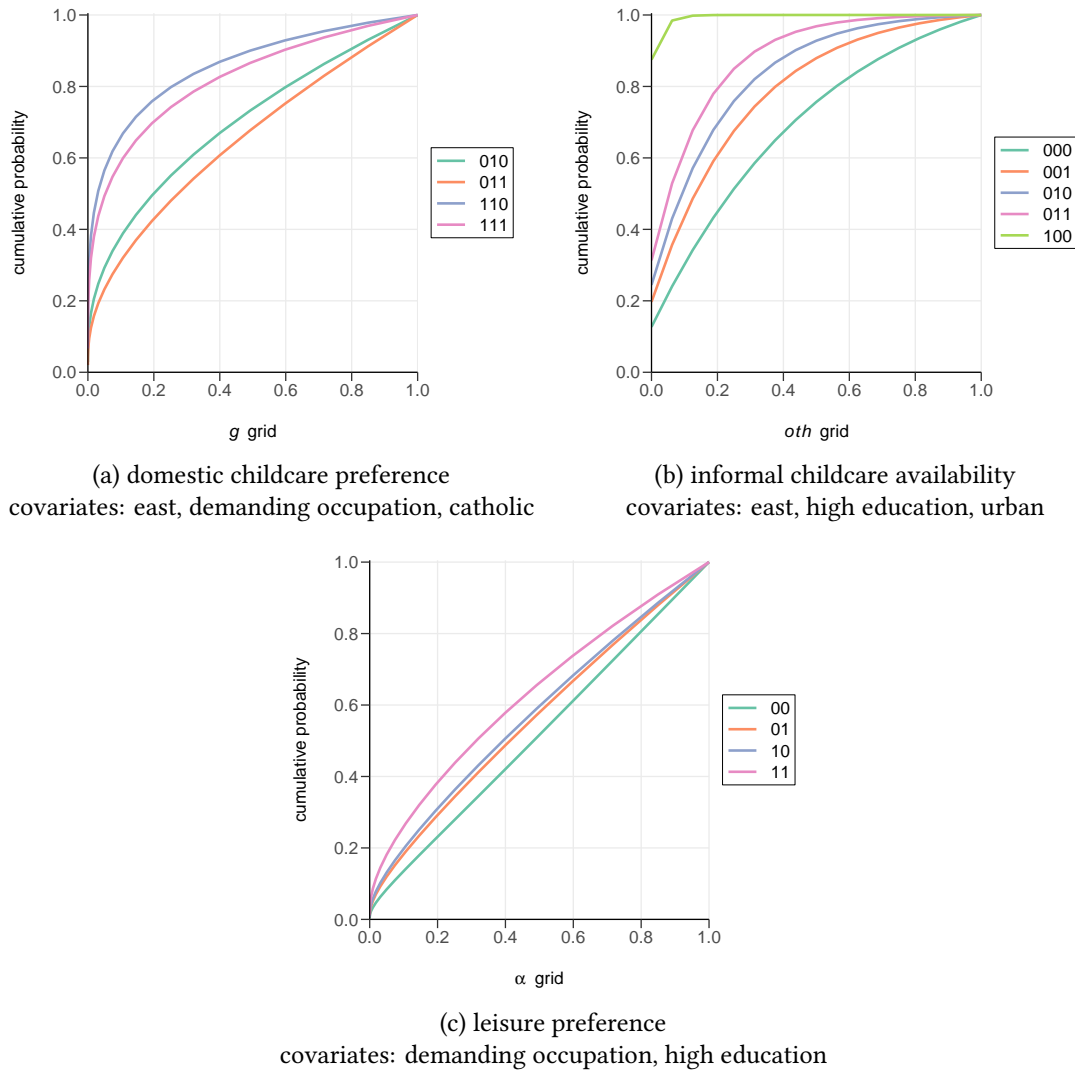 1.0
0.8
0.6
0.4
0.2
0.0
cumulative probability
0.0 0.2 0.4 0.6 0.8 1.0
g grid
010
011
110
111
(a) domestic childcare preference
covariates: east, demanding occupation, catholic
1.0
0.8
0.6
0.4
0.2
0.0
cumulative probability
0.0 0.2 0.4 0.6 0.8 1.0
oth grid
000
001
010
011
100
(b) informal childcare availability
covariates: east, high education, urban
1.0
0.8
0.6
0.4
0.2
0.0
cumulative probability
0.0 0.2 0.4 0.6 0.8 1.0
α grid
00
01
10
11
(c) leisure preference
covariates: demanding occupation, high education